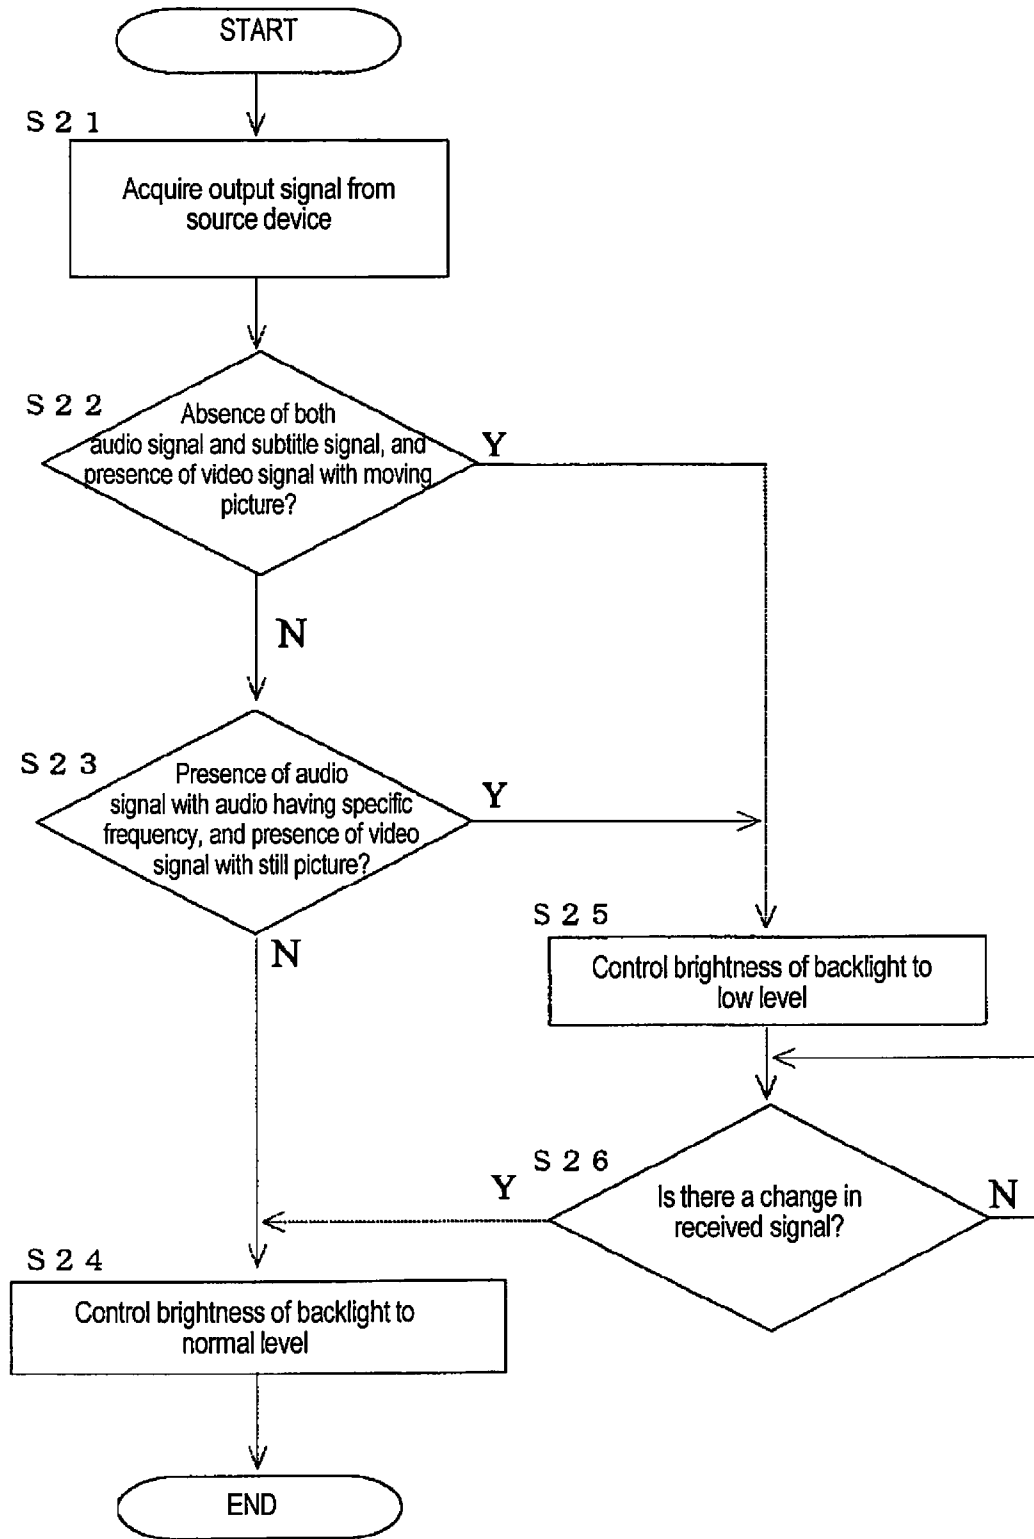 START
S21
Acquire output signal from
source device
S22
Absence of both
audio signal and subtitle signal, and
presence of video signal with moving
picture?
Y
N
S23
Presence of audio
signal with audio having specific
frequency, and presence of video
signal with still picture?
Y
N
S25
Control brightness of backlight to
low level
S26
Is there a change in
received signal?
Y
N
S24
Control brightness of backlight to
normal level
END